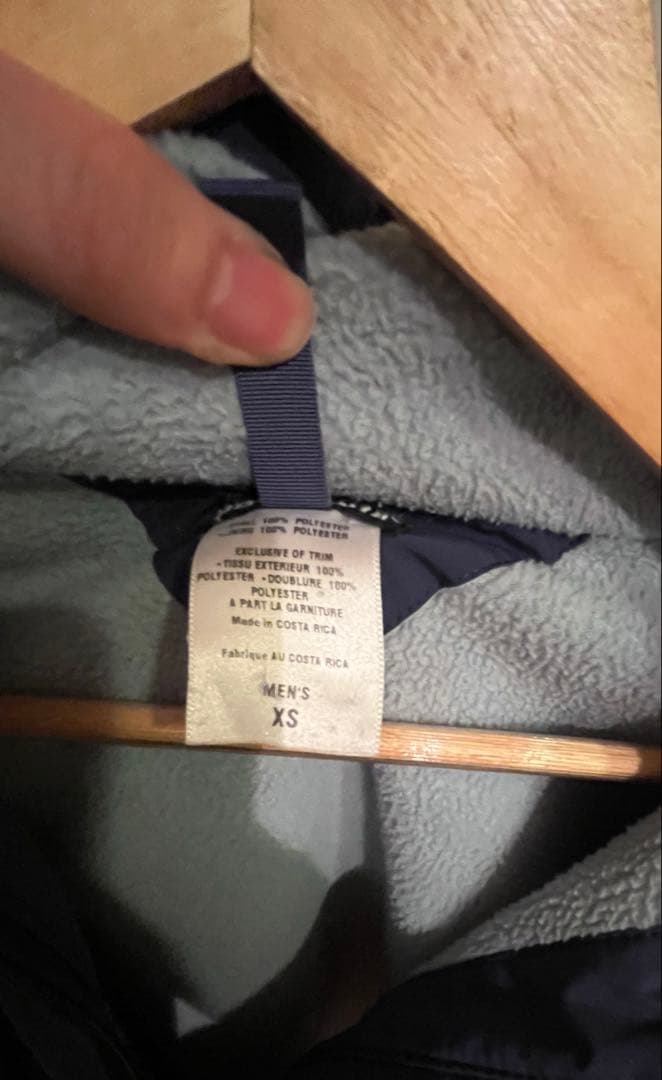 100% POLYESTER
100% POLYESTER
EXCLUSIVE OF TRIM
•TISSU EXTERIEUR 100%
POLYESTER •DOUBLURE 100%
POLYESTER
A PART LA GARNITURE
Made in COSTA RICA
Fabrique AU COSTA RICA
MEN'S
XS